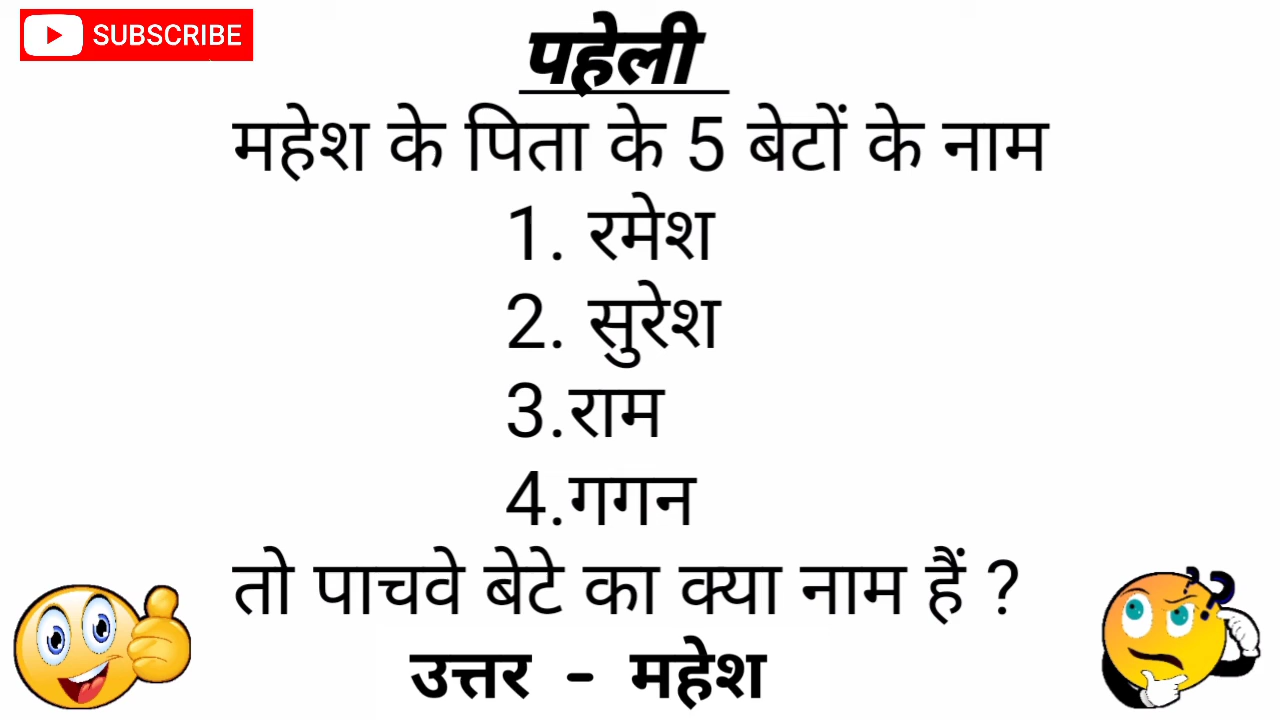 SUBSCRIBE
पहेली
महेश के पिता के 5 बेटों के नाम
1. रमेश
2. सुरेश
3.राम
4.गगन
तो पाचवे बेटे का क्या नाम हैं ?
उत्तर - महेश